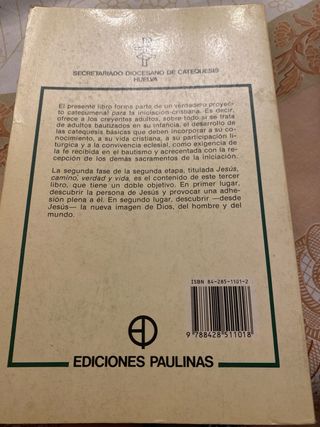 SECRETARIADO DIOCESANO DE CATEQUESIS
HUELVA
El presente libro forma parte de un verdadero proyec-
to catecumenal para la iniciación cristiana. Es decir,
ofrece a los creyentes adultos, sobre todo si se trata
de adultos bautizados en su infancia, el desarrollo de
las catequesis básicas que deben incorporar a su co-
nocimiento, a su vida cristiana, a su participación li-
túrgica y a la convivencia eclesial, como exigencia de
la fe recibida en el bautismo y acrecentada con la re-
cepción de los demás sacramentos de la iniciación.
La segunda fase de la segunda etapa, titulada Jesús,
camino, verdad y vida, es el contenido de este tercer
libro, que tiene un doble objetivo. En primer lugar,
descubrir la persona de Jesús y provocar una adhe-
sión plena a él. En segundo lugar, descubrir —desde
Jesús— la nueva imagen de Dios, del hombre y del
mundo.
ISBN 84-285-1101-2
9 788428 511018
EP
EDICIONES PAULINAS